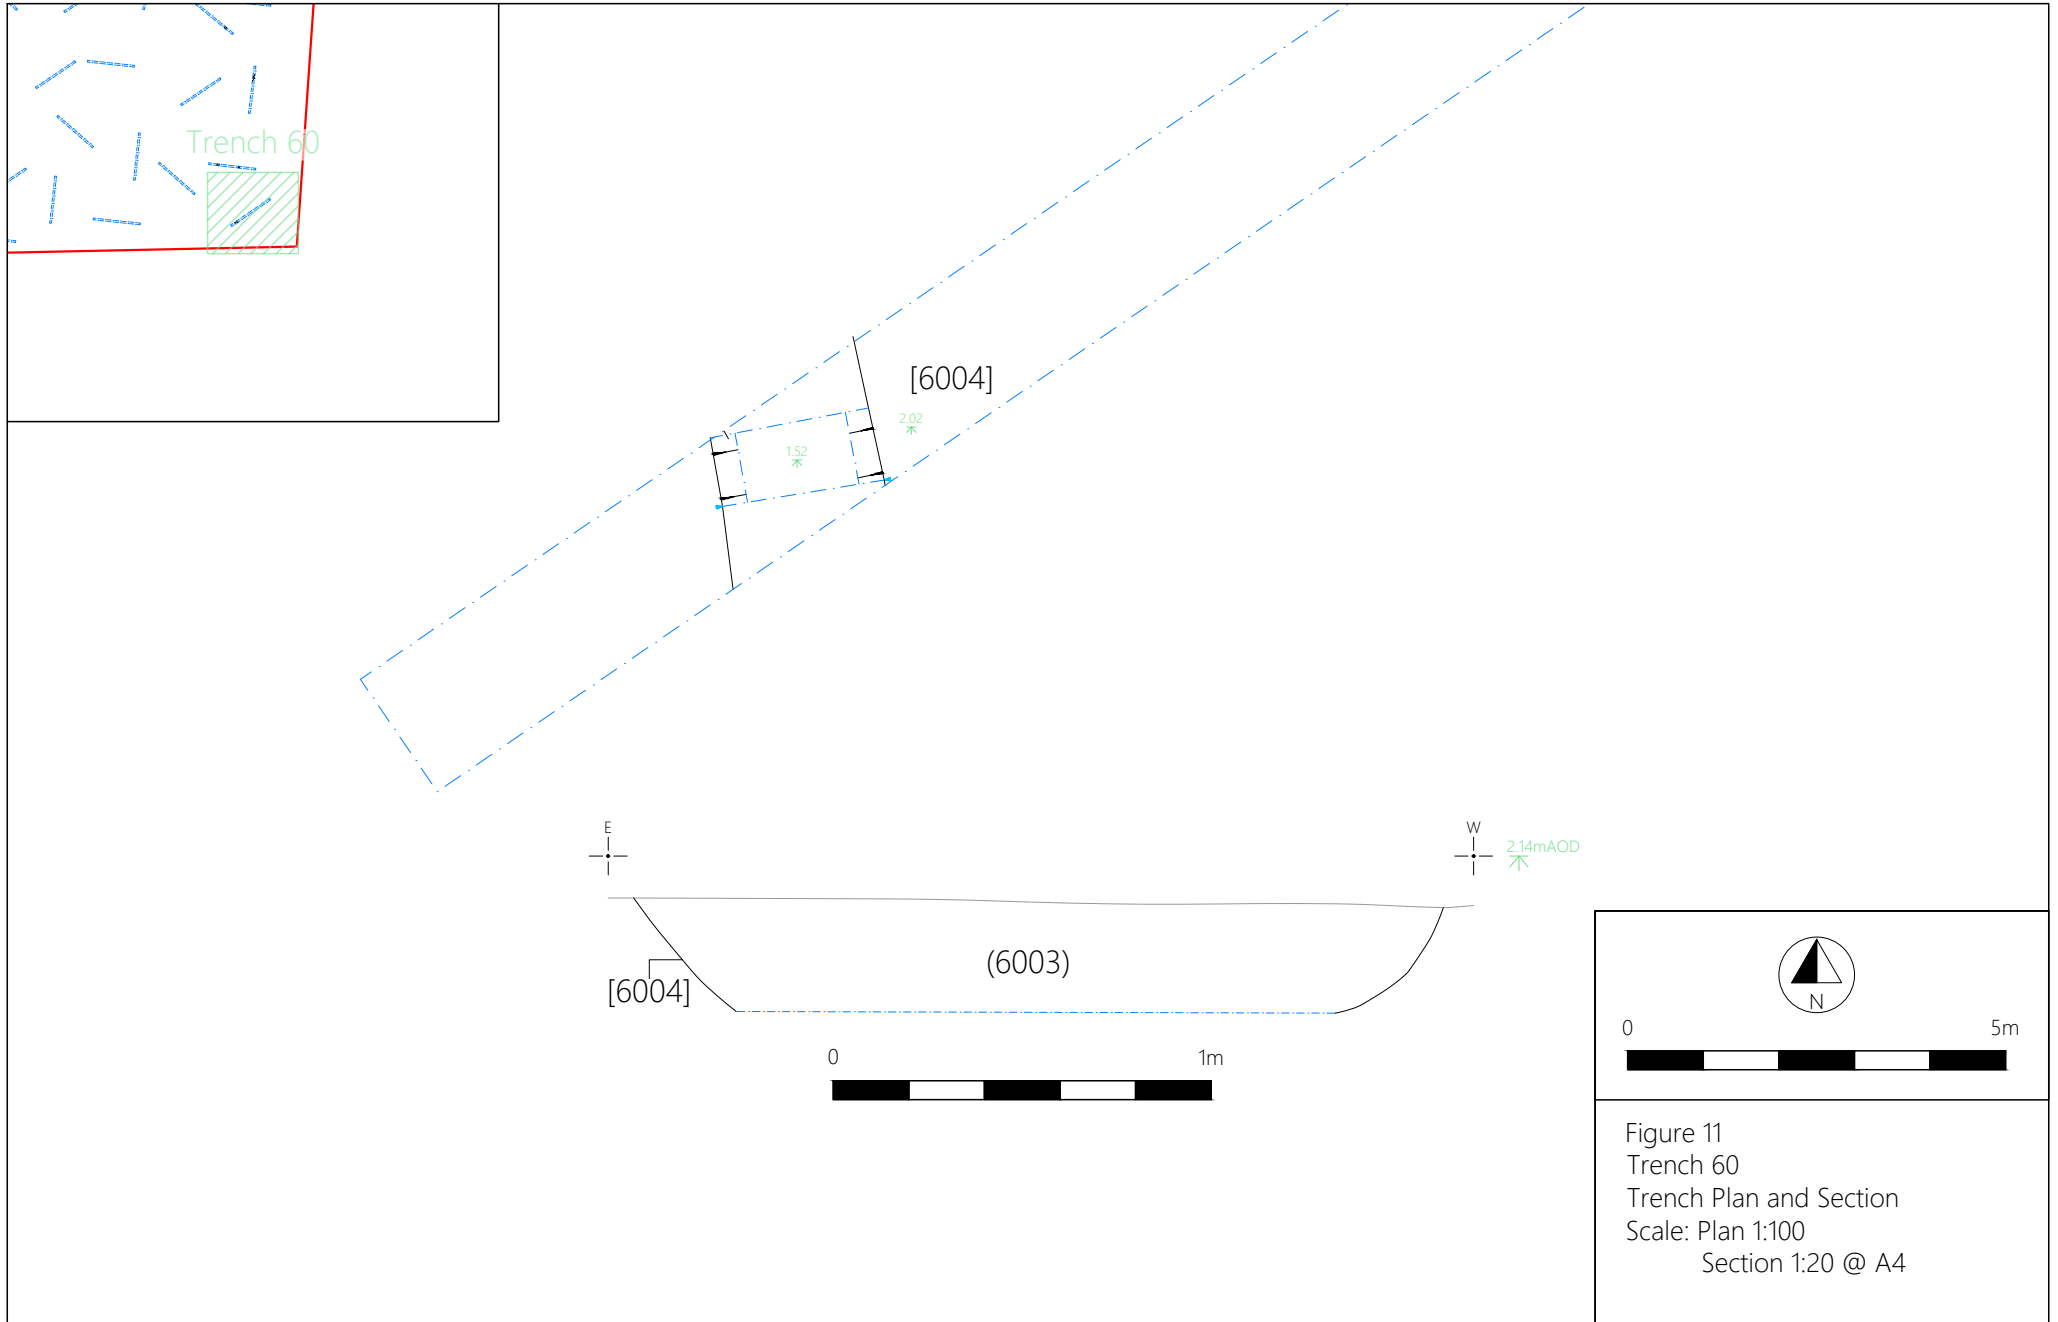 Trench 60
[6004]
2.02
1.52
E
W
2.14mAOD
(6003)
[6004]
0 1m
N
0 5m
Figure 11
Trench 60
Trench Plan and Section
Scale: Plan 1:100
Section 1:20 @ A4